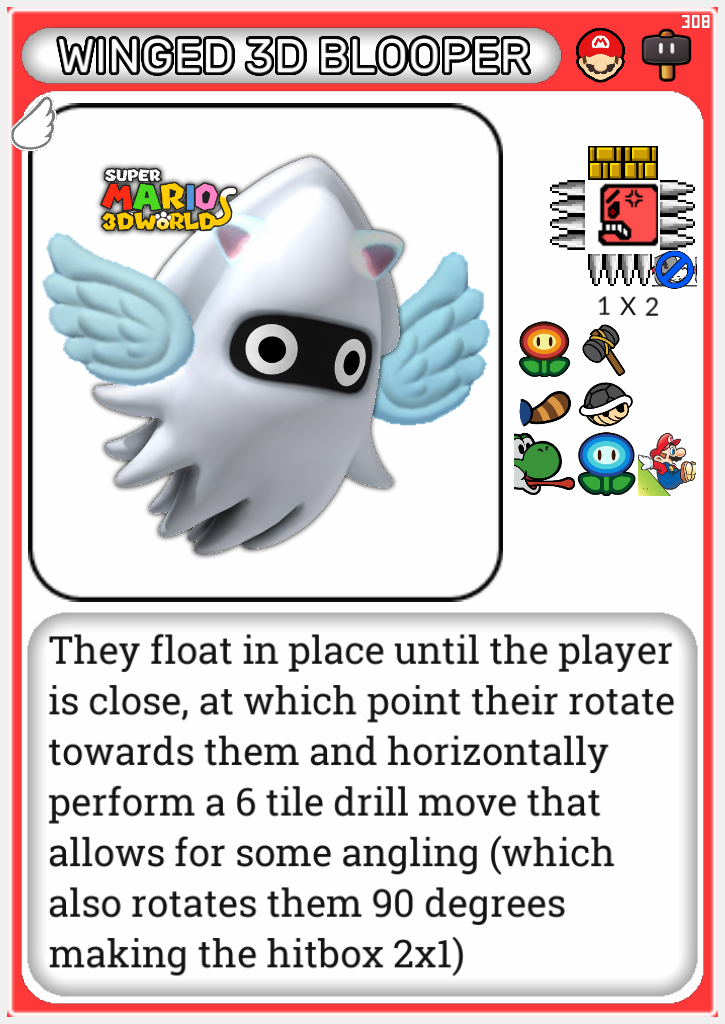 308
WINGED 3D BLOOPER
SUPER
MARIO
3DWORLD
1 X 2
They float in place until the player
is close, at which point their rotate
towards them and horizontally
perform a 6 tile drill move that
allows for some angling (which
also rotates them 90 degrees
making the hitbox 2x1)